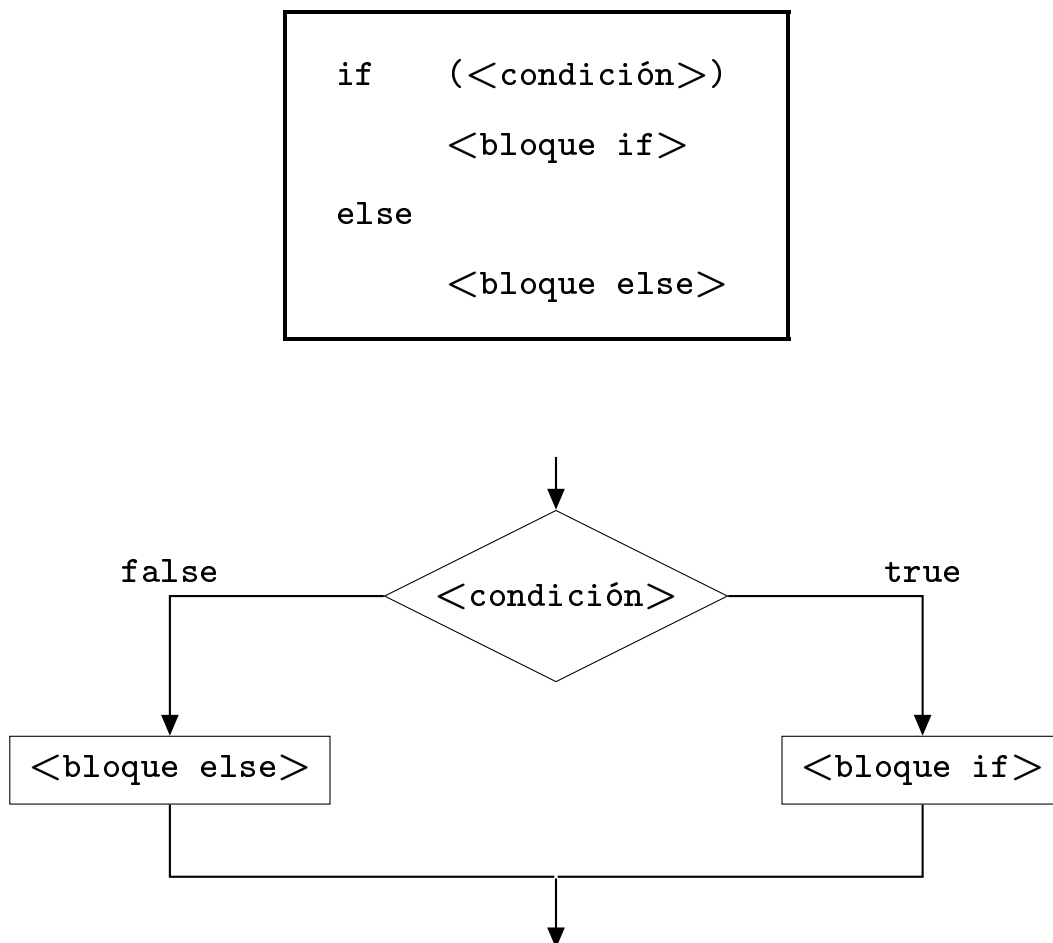 if (<condición>)
<bloque if>
else
<bloque else>
false
true
<condición>
<bloque else>
<bloque if>